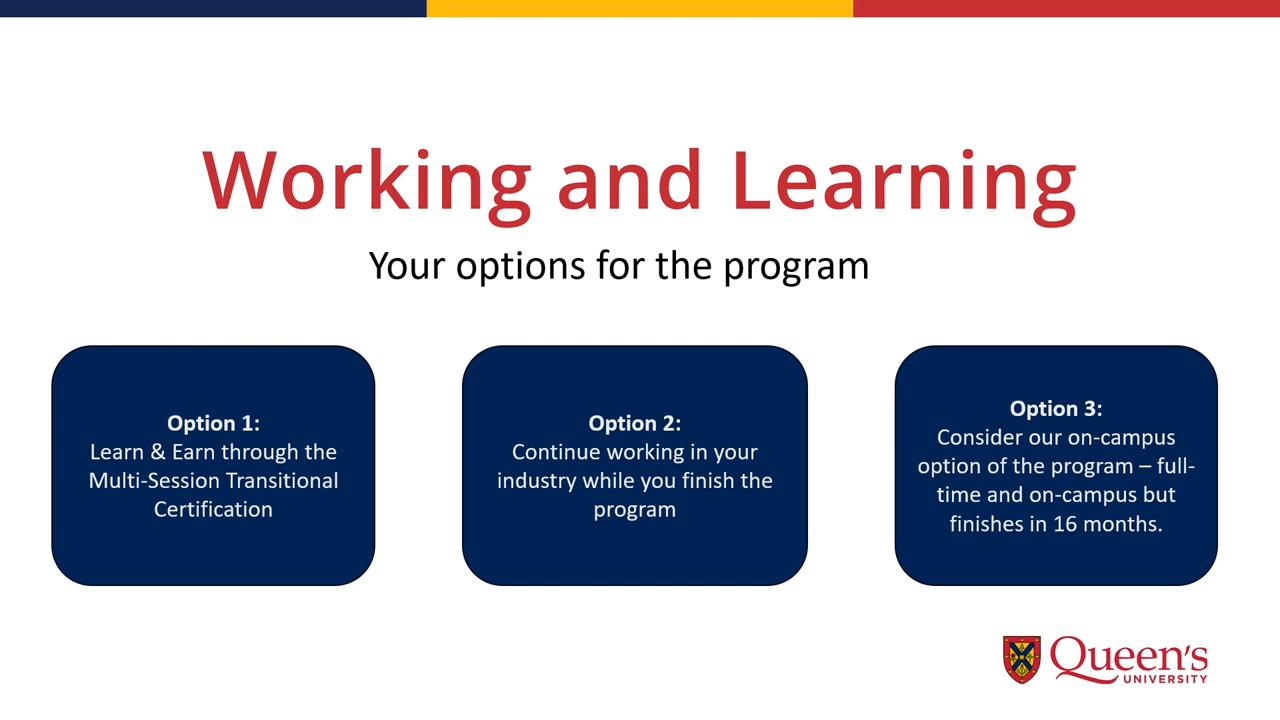 Working and Learning
Your options for the program
Option 1:
Learn & Earn through the
Multi-Session Transitional
Certification
Option 2:
Continue working in your
industry while you finish the
program
Option 3:
Consider our on-campus
option of the program – full-
time and on-campus but
finishes in 16 months.
Queen's
UNIVERSITY